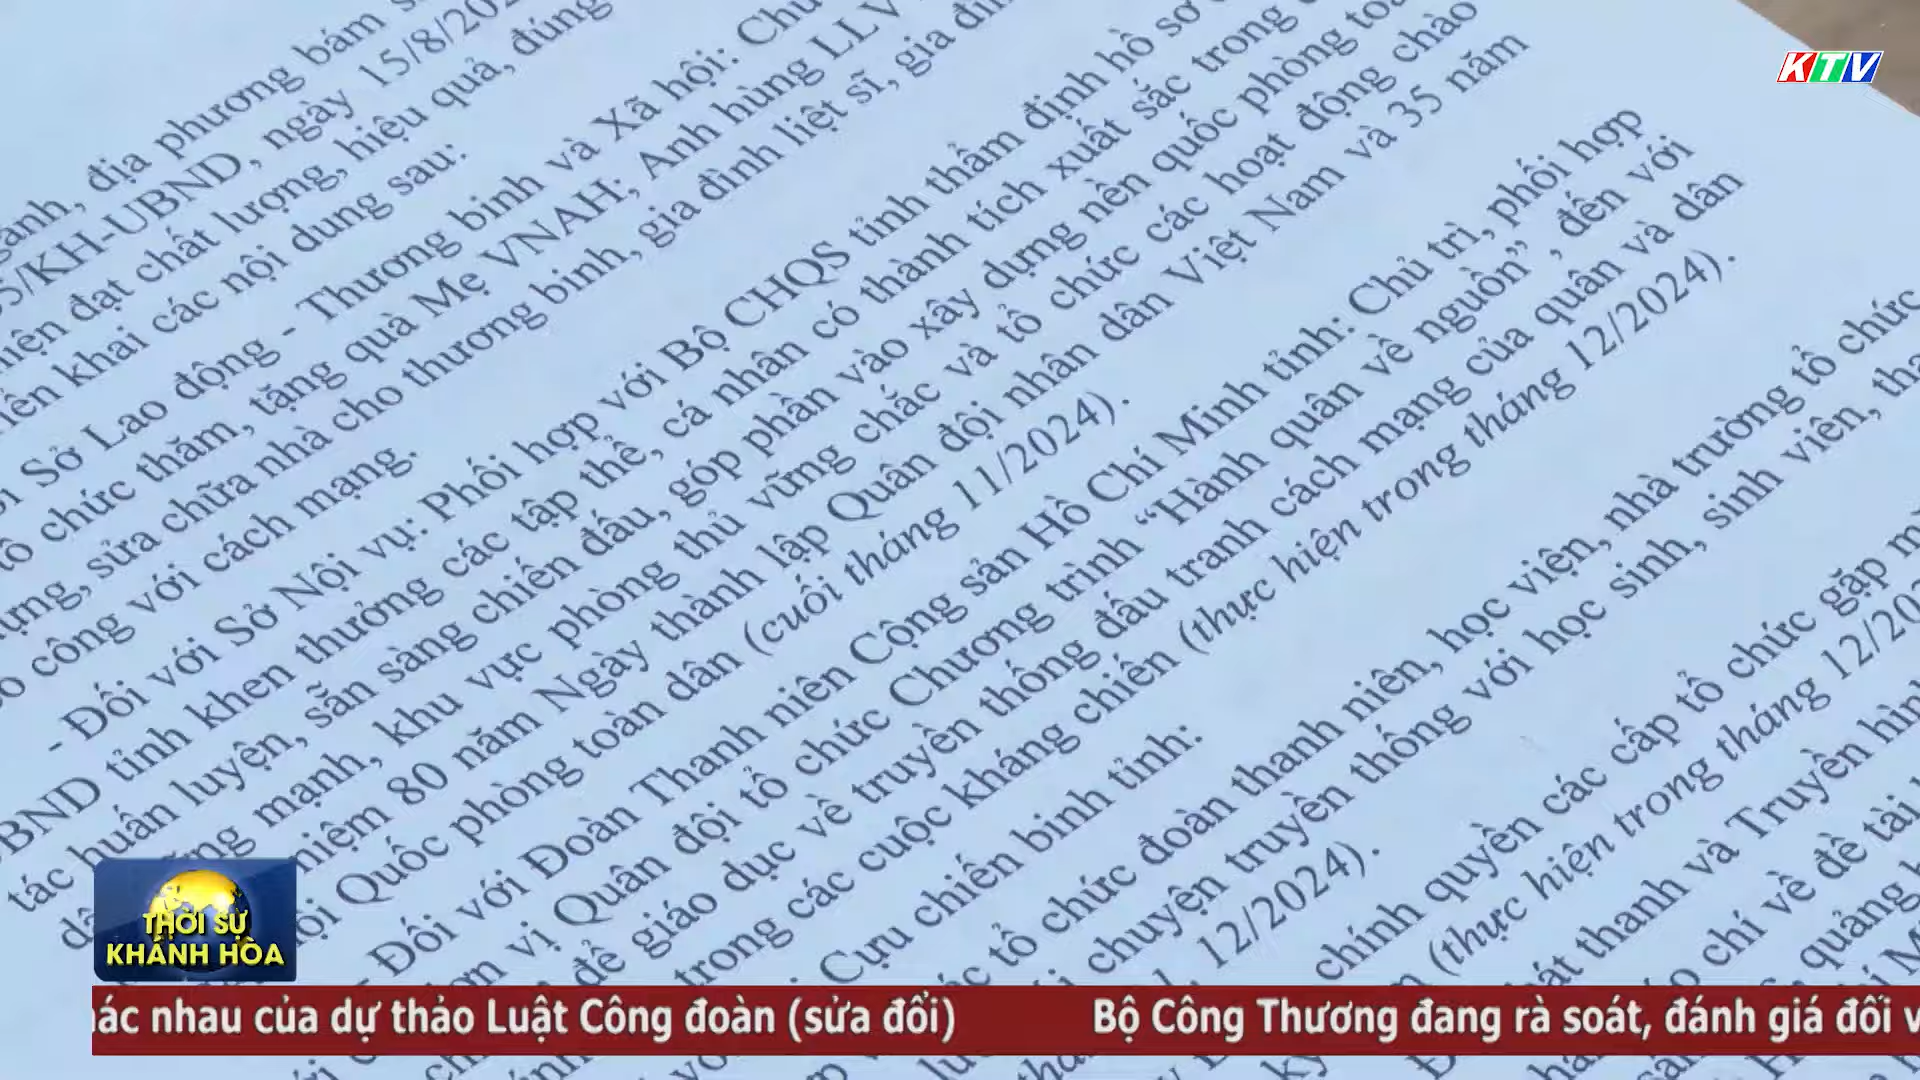 KTV
ành, địa phương bám s
5/KH-UBND, ngày 15/8/20
hiện đạt chất lượng, hiệu quả, đúng
iển khai các nội dung sau:
Sở Lao động - Thương binh và Xã hội: Chủ
tổ chức thăm, tặng quà Mẹ VNAH; Anh hùng LLV
ựng, sửa chữa nhà cho thương binh, gia đình liệt sĩ, gia đìn
công với cách mạng.
- Đối với Sở Nội vụ: Phối hợp với Bộ CHQS tỉnh thẩm định hồ sơ
BND tỉnh khen thưởng các tập thể, cá nhân có thành tích xuất sắc trong
tác huấn luyện, sẵn sàng chiến đấu, góp phần vào xây dựng nền quốc phòng to
mạnh, khu vực phòng thủ vững chắc và tổ chức các hoạt động chào
niệm 80 năm Ngày thành lập Quân đội nhân dân Việt Nam và 35 năm
hội Quốc phòng toàn dân (cuối tháng 11/2024).
- Đối với Đoàn Thanh niên Cộng sản Hồ Chí Minh tỉnh: Chủ trì, phối hợp
đơn vị Quân đội tổ chức Chương trình “Hành quân về nguồn”, đến với
để giáo dục về truyền thống đấu tranh cách mạng của quân và dân
trong các cuộc kháng chiến (thực hiện trong tháng 12/2024).
Cựu chiến binh tỉnh:
tổ chức đoàn thanh niên, học viện, nhà trường tổ chức
chuyện truyền thống với học sinh, sinh viên,
12/2024).
chính quyền các cấp tổ chức gặp m
(thực hiện trong tháng 12/20
át thanh và Truyền hìn
chí về đề tài
quảng
THỜI SỰ
KHÁNH HÒA
ác nhau của dự thảo Luật Công đoàn (sửa đổi) Bộ Công Thương đang rà soát, đánh giá đối v